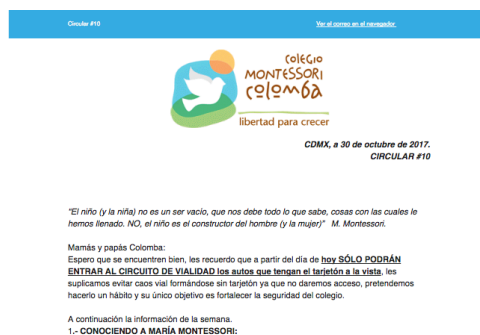 Circular #10
Ver el correo en el navegador
COLEGIO
MONTESSORI
COLOMBA
libertad para crecer
CDMX, a 30 de octubre de 2017.
CIRCULAR #10
"El niño (y la niña) no es un ser vacío, que nos debe todo lo que sabe, cosas con las cuales le
hemos llenado. NO, el niño es el constructor del hombre (y la mujer)" M. Montessori.
Mamás y papás Colomba:
Espero que se encuentren bien, les recuerdo que a partir del día de hoy SÓLO PODRÁN
ENTRAR AL CIRCUITO DE VIALIDAD los autos que tengan el tarjetón a la vista, les
suplicamos evitar caos vial formándose sin tarjetón ya que no daremos acceso, pretendemos
hacerlo un hábito y su único objetivo es fortalecer la seguridad del colegio.
A continuación la información de la semana.
1.- CONOCIENDO A MARÍA MONTESSORI: